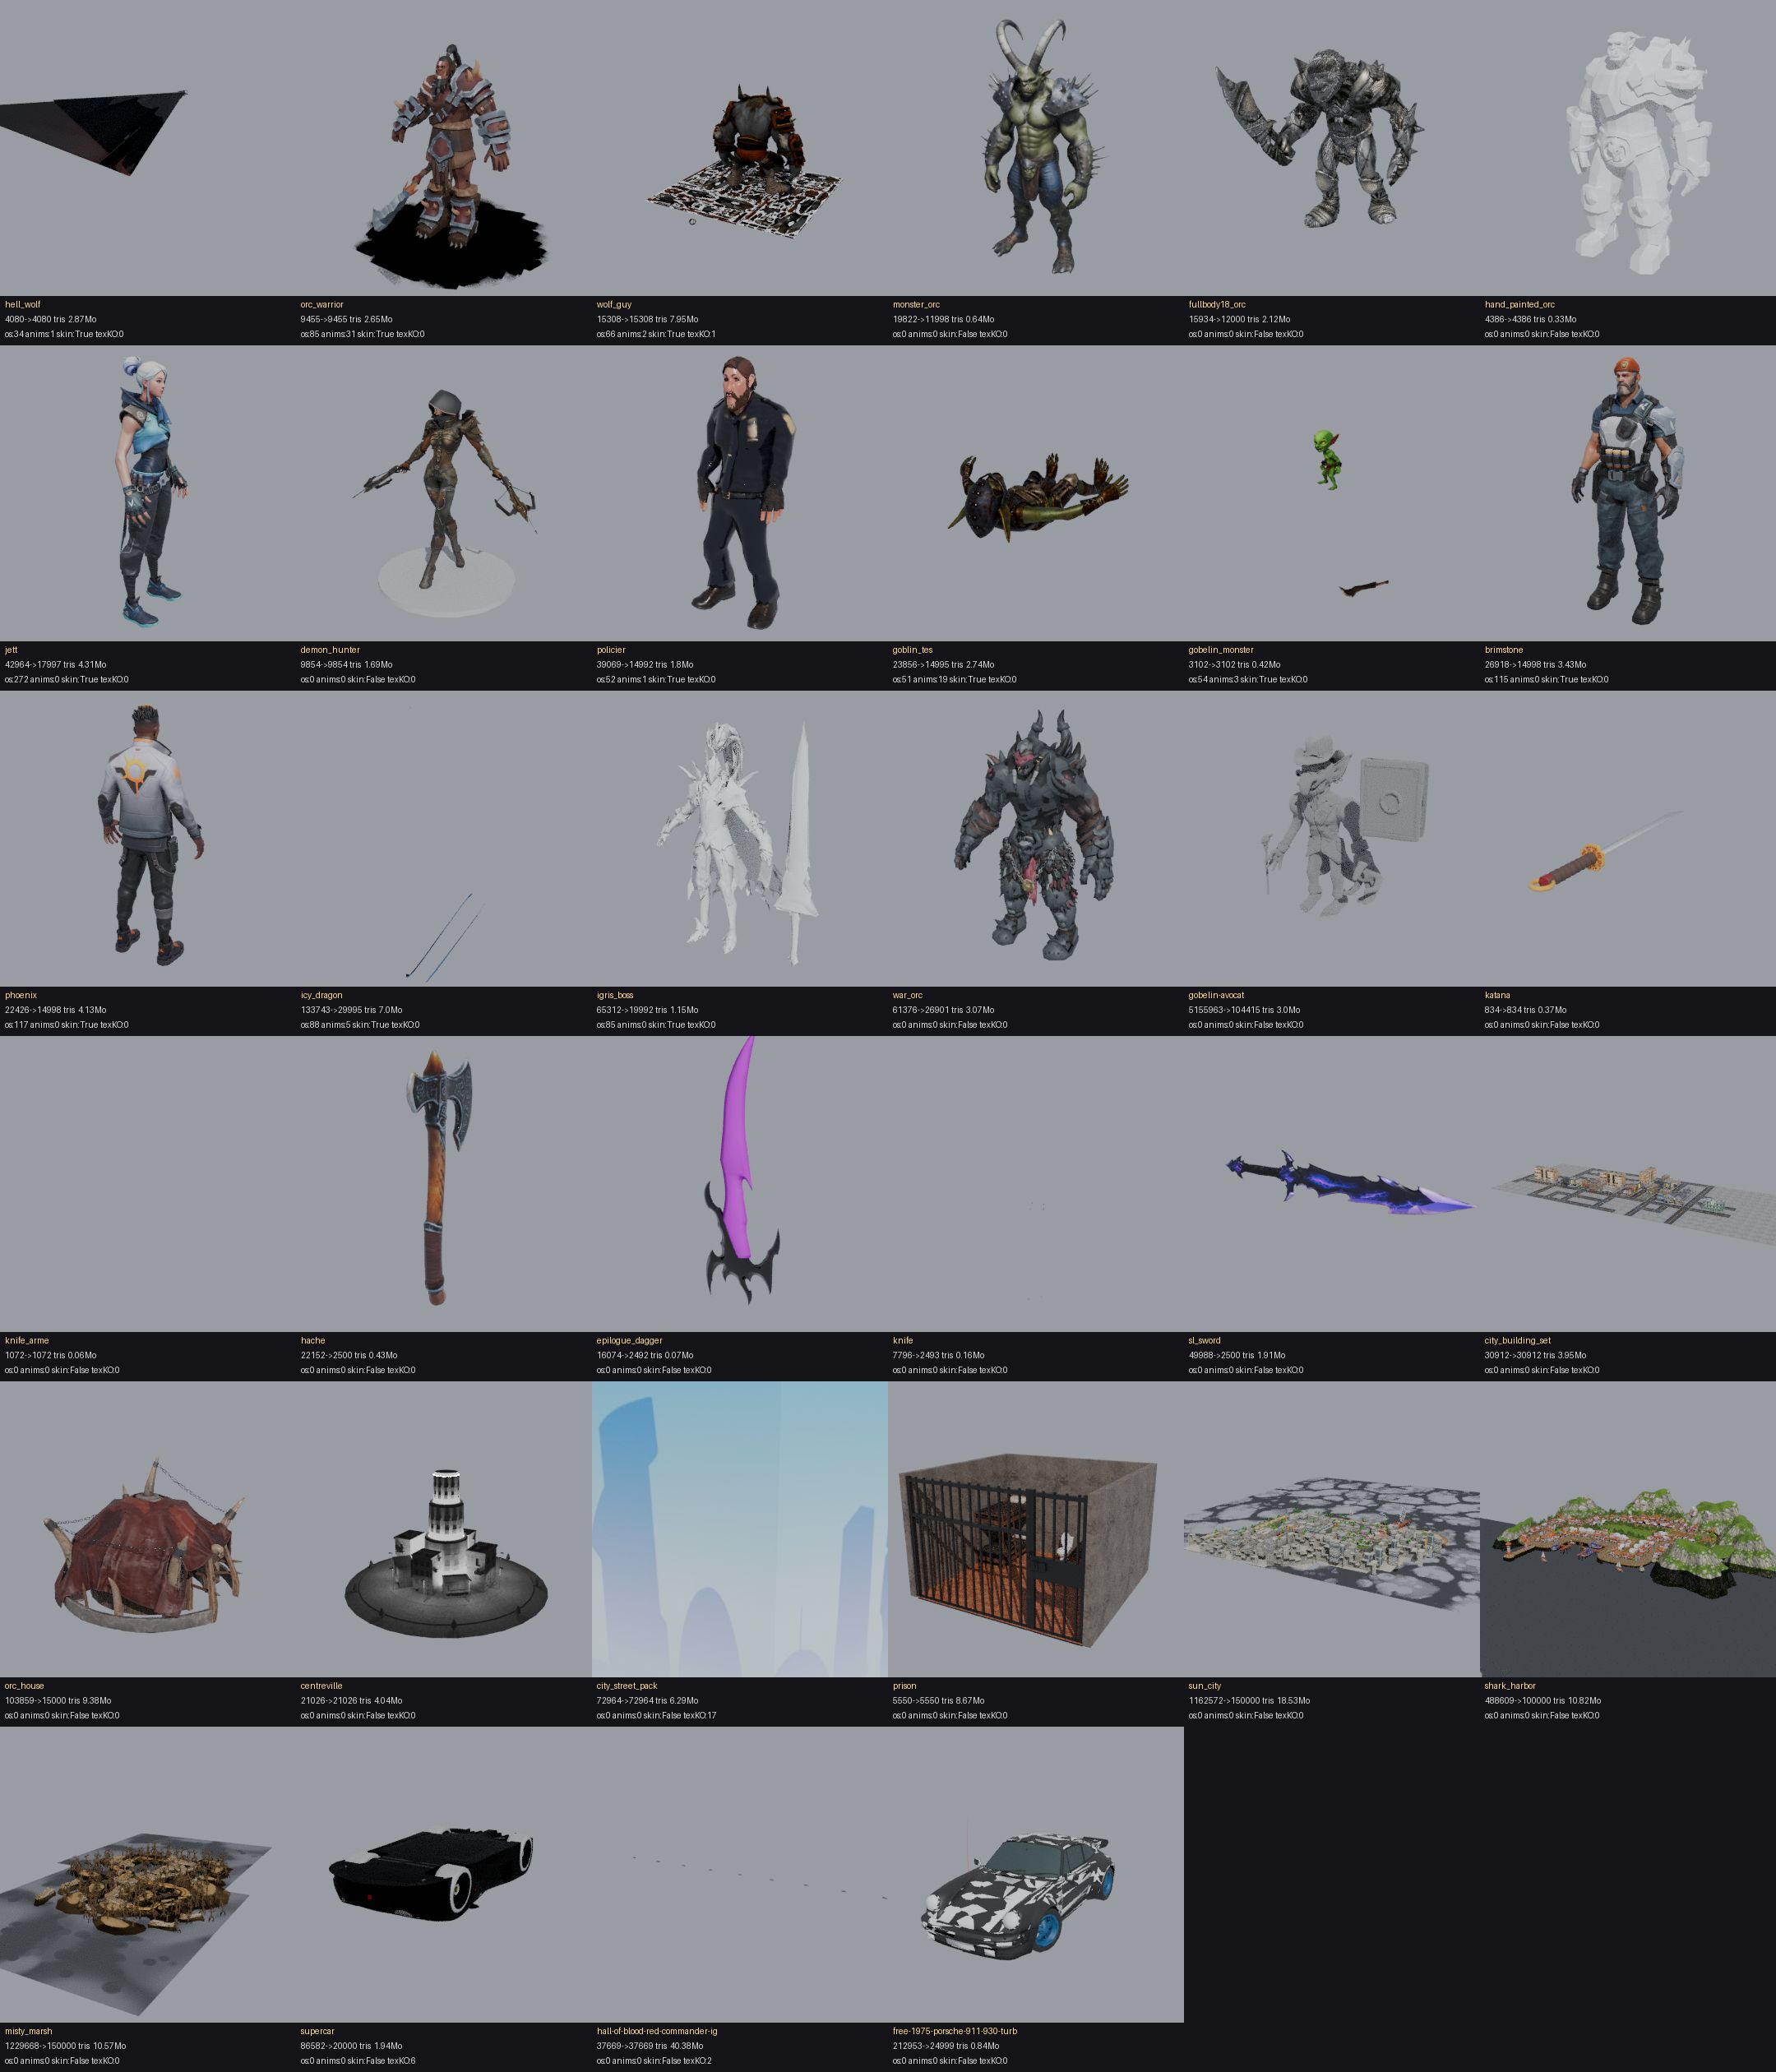 hell_wolf
4080->4080 tris 2.87Mo
os:34 anims:1 skin:True texKO:0
orc_warrior
9455->9455 tris 2.65Mo
os:85 anims:31 skin:True texKO:0
wolf_guy
15308->15308 tris 7.95Mo
os:66 anims:2 skin:True texKO:1
monster_orc
19822->11998 tris 0.64Mo
os:0 anims:0 skin:False texKO:0
fullbody18_orc
15934->12000 tris 2.12Mo
os:0 anims:0 skin:False texKO:0
hand_painted_orc
4386->4386 tris 0.33Mo
os:0 anims:0 skin:False texKO:0
jett
42964->17997 tris 4.31Mo
os:272 anims:0 skin:True texKO:0
demon_hunter
9854->9854 tris 1.69Mo
os:0 anims:0 skin:False texKO:0
policier
39069->14992 tris 1.8Mo
os:52 anims:1 skin:True texKO:0
goblin_tes
23856->14995 tris 2.74Mo
os:51 anims:19 skin:True texKO:0
gobelin_monster
3102->3102 tris 0.42Mo
os:54 anims:3 skin:True texKO:0
brimstone
26918->14998 tris 3.43Mo
os:115 anims:0 skin:True texKO:0
phoenix
22426->14998 tris 4.13Mo
os:117 anims:0 skin:True texKO:0
icy_dragon
133743->29995 tris 7.0Mo
os:88 anims:5 skin:True texKO:0
igris_boss
65312->19992 tris 1.15Mo
os:85 anims:0 skin:True texKO:0
war_orc
61376->26901 tris 3.07Mo
os:0 anims:0 skin:False texKO:0
gobelin-avocat
5155963->104415 tris 3.0Mo
os:0 anims:0 skin:False texKO:0
katana
834->834 tris 0.37Mo
os:0 anims:0 skin:False texKO:0
knife_arme
1072->1072 tris 0.06Mo
os:0 anims:0 skin:False texKO:0
hache
22152->2500 tris 0.43Mo
os:0 anims:0 skin:False texKO:0
epilogue_dagger
16074->2492 tris 0.07Mo
os:0 anims:0 skin:False texKO:0
knife
7796->2493 tris 0.16Mo
os:0 anims:0 skin:False texKO:0
sl_sword
49988->2500 tris 1.91Mo
os:0 anims:0 skin:False texKO:0
city_building_set
30912->30912 tris 3.95Mo
os:0 anims:0 skin:False texKO:0
orc_house
103859->15000 tris 9.38Mo
os:0 anims:0 skin:False texKO:0
centreville
21026->21026 tris 4.04Mo
os:0 anims:0 skin:False texKO:0
city_street_pack
72964->72964 tris 6.29Mo
os:0 anims:0 skin:False texKO:17
prison
5550->5550 tris 8.67Mo
os:0 anims:0 skin:False texKO:0
sun_city
1162572->150000 tris 18.53Mo
os:0 anims:0 skin:False texKO:0
shark_harbor
488609->100000 tris 10.82Mo
os:0 anims:0 skin:False texKO:0
misty_marsh
1229668->150000 tris 10.57Mo
os:0 anims:0 skin:False texKO:0
supercar
86582->20000 tris 1.94Mo
os:0 anims:0 skin:False texKO:6
hall-of-blood-red-commander-ig
37669->37669 tris 40.38Mo
os:0 anims:0 skin:False texKO:2
free-1975-porsche-911-930-turb
212953->24999 tris 0.84Mo
os:0 anims:0 skin:False texKO:0